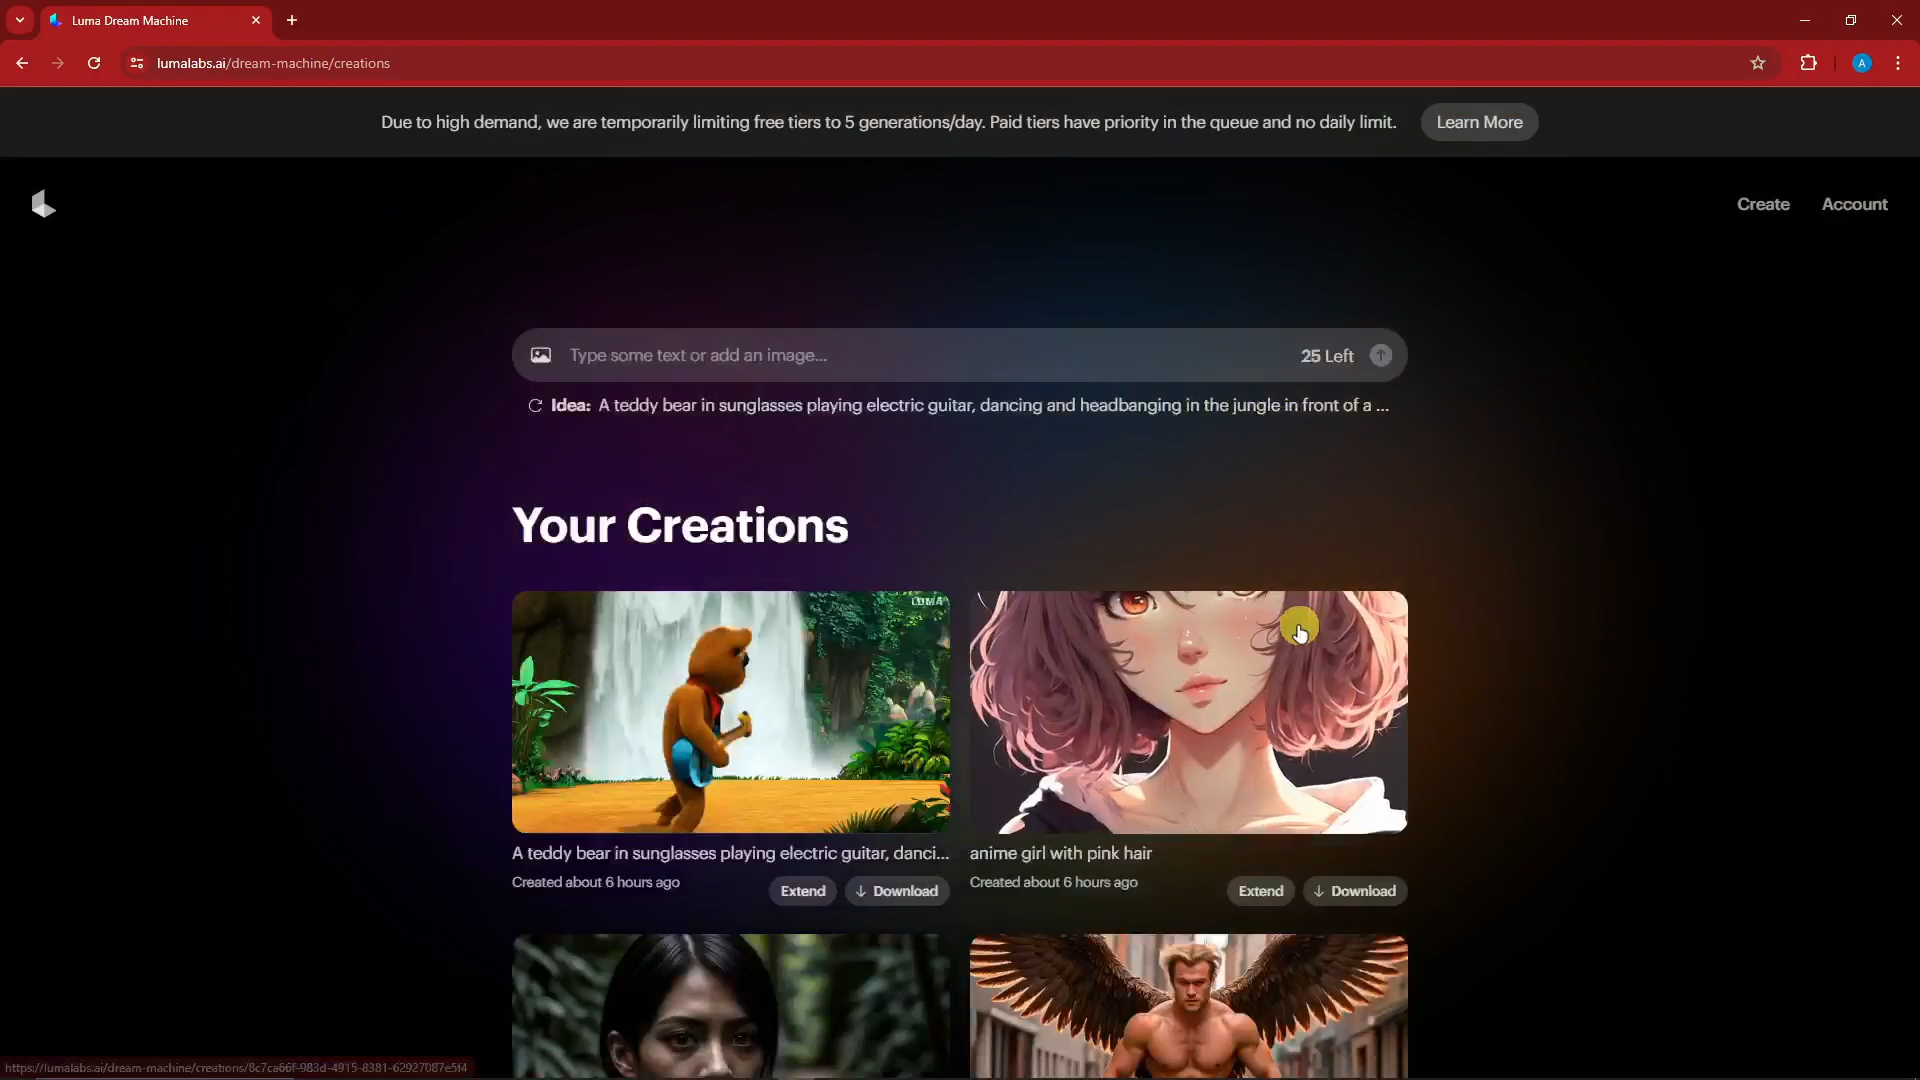 Luma Dream Machine
lumalabs.ai/dream-machine/creations
A
Due to high demand, we are temporarily limiting free tiers to 5 generations/day. Paid tiers have priority in the queue and no daily limit.
Learn More
Create
Account
Type some text or add an image...
25 Left
Idea: A teddy bear in sunglasses playing electric guitar, dancing and headbanging in the jungle in front of a ...
Your Creations
LUMA
A teddy bear in sunglasses playing electric guitar, danci...
anime girl with pink hair
Created about 6 hours ago
Extend
Download
Created about 6 hours ago
Extend
Download
https://lumalabs.ai/dream-machine/creations/8c7ca66f-983d-4915-8381-62927087e5f4